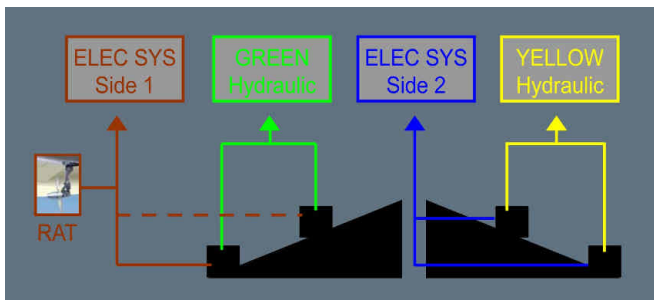 ELEC SYS
Side 1
GREEN
Hydraulic
ELEC SYS
Side 2
YELLOW
Hydraulic
RAT